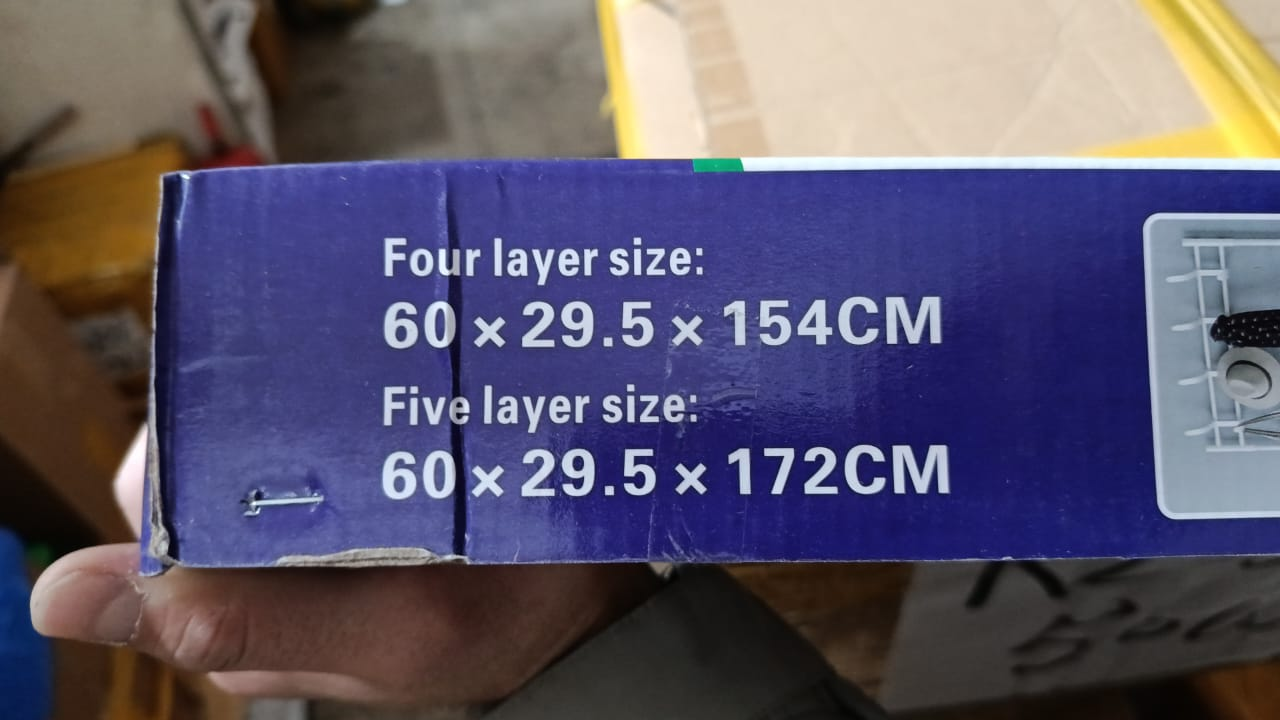 Four layer size:
60 × 29.5 × 154CM
Five layer size:
60 × 29.5 × 172CM